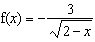 f(x) = −3/√(2−x)